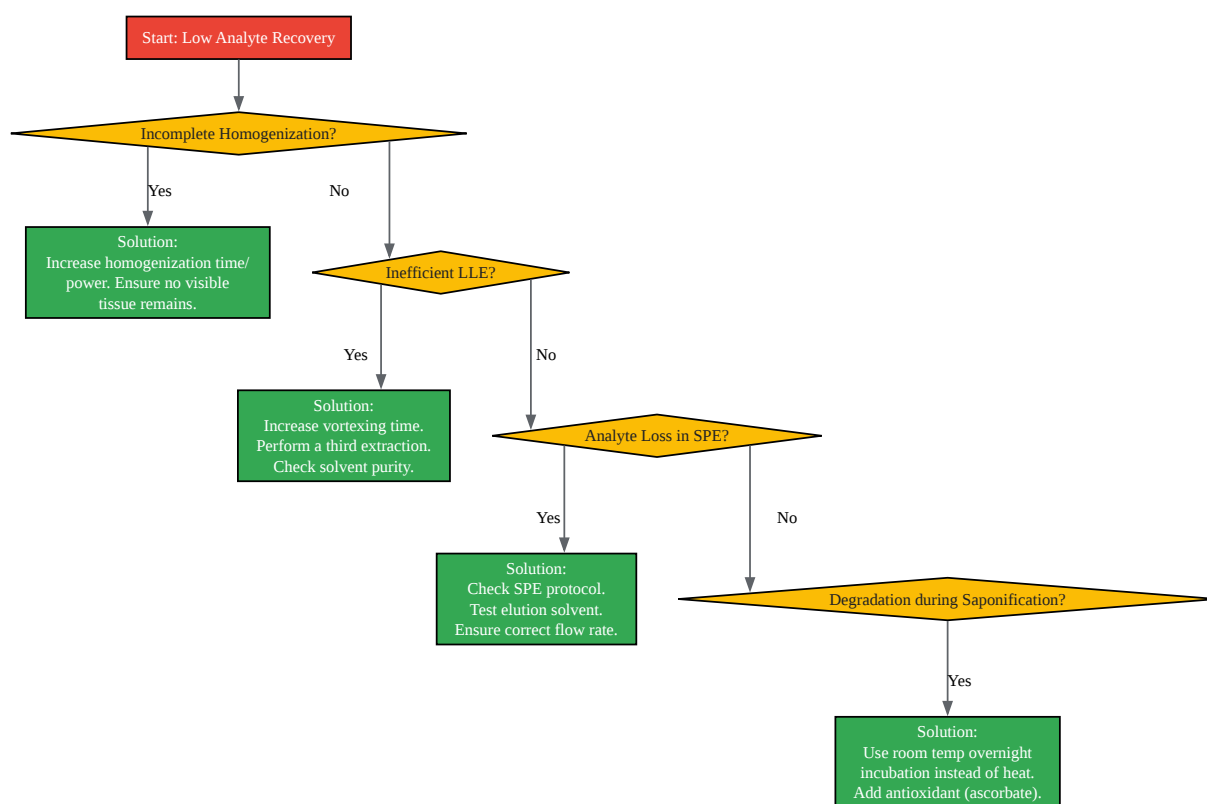 Start: Low Analyte Recovery
Incomplete Homogenization?
Yes
No
Solution:
Increase homogenization time/
power. Ensure no visible
tissue remains.
Inefficient LLE?
Yes
No
Solution:
Increase vortexing time.
Perform a third extraction.
Check solvent purity.
Analyte Loss in SPE?
Yes
No
Solution:
Check SPE protocol.
Test elution solvent.
Ensure correct flow rate.
Degradation during Saponification?
Yes
Solution:
Use room temp overnight
incubation instead of heat.
Add antioxidant (ascorbate).